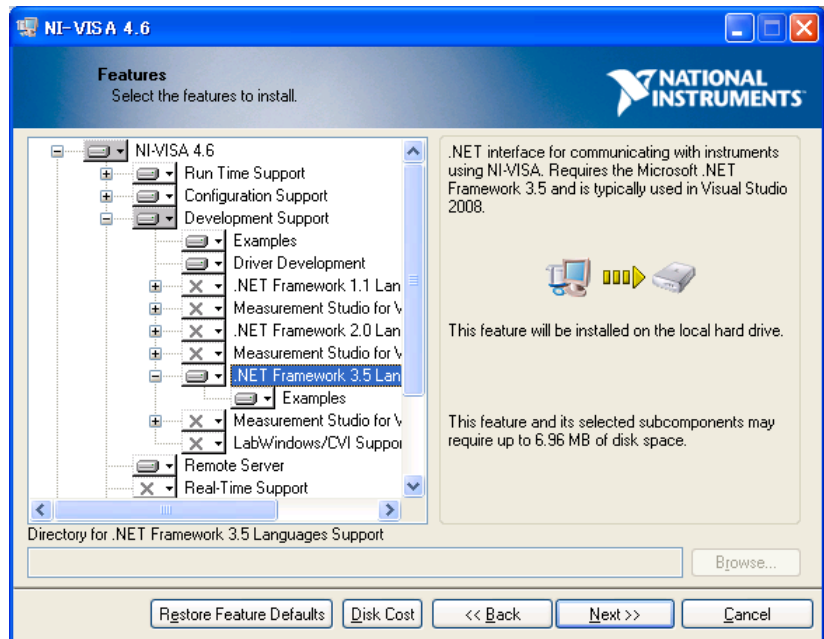 NI-VISA 4.6
Features
Select the features to install.
NATIONAL
INSTRUMENTS
NI-VISA 4.6
Run Time Support
Configuration Support
Development Support
Examples
Driver Development
.NET Framework 1.1 Lan
Measurement Studio for V
.NET Framework 2.0 Lan
Measurement Studio for V
.NET Framework 3.5 Lan
Examples
Measurement Studio for V
LabWindows/CVI Suppor
Remote Server
Real-Time Support
.NET interface for communicating with instruments
using NI-VISA. Requires the Microsoft .NET
Framework 3.5 and is typically used in Visual Studio
2008.
This feature will be installed on the local hard drive.
This feature and its selected subcomponents may
require up to 6.96 MB of disk space.
Directory for .NET Framework 3.5 Languages Support
Browse...
Restore Feature Defaults
Disk Cost
<< Back
Next >>
Cancel